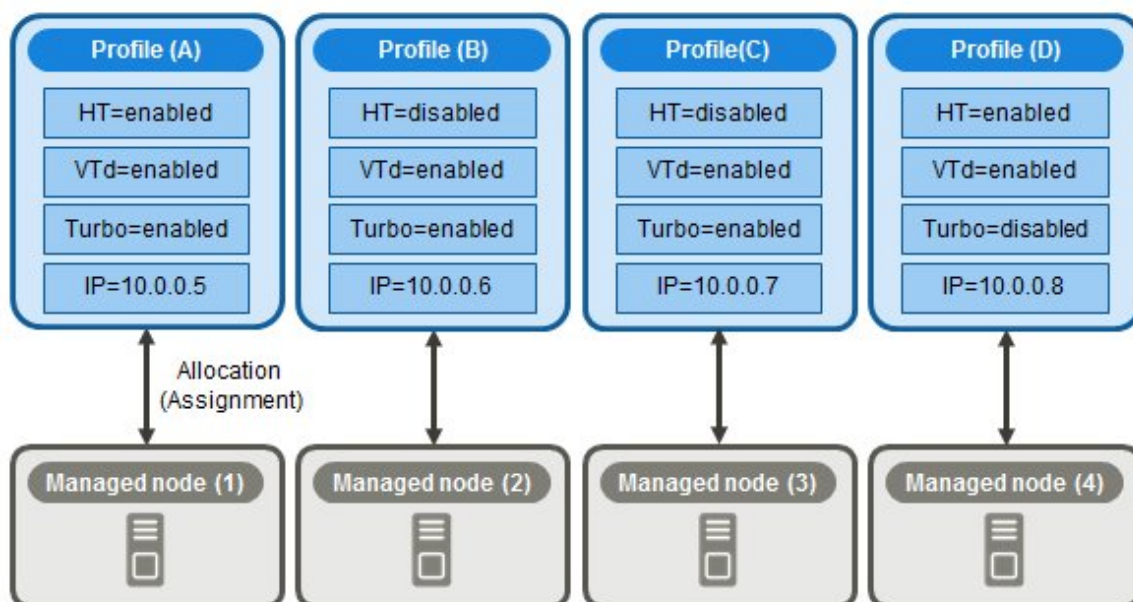 Profile (A)
HT=enabled
VTd=enabled
Turbo=enabled
IP=10.0.0.5
Profile (B)
HT=disabled
VTd=enabled
Turbo=enabled
IP=10.0.0.6
Profile(C)
HT=disabled
VTd=enabled
Turbo=enabled
IP=10.0.0.7
Profile (D)
HT=enabled
VTd=enabled
Turbo=disabled
IP=10.0.0.8
Allocation
(Assignment)
Managed node (1)
Managed node (2)
Managed node (3)
Managed node (4)